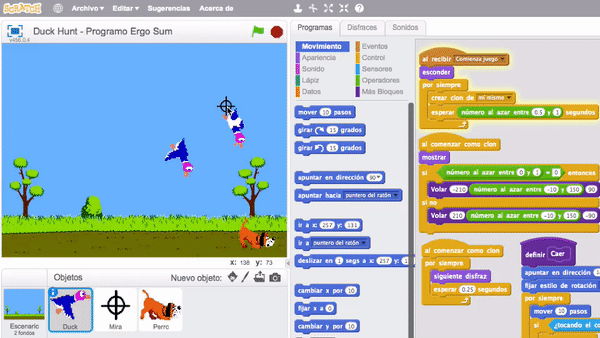 SCRATCH Archivo Editar Sugerencias Acerca de
Duck Hunt - Programo Ergo Sum
v456.0.4
x: 138 y: 73
Objetos Nuevo objeto:
Escenario
2 fondos
Duck
Mira
Perro
Programas Disfraces Sonidos
Movimiento Eventos
Apariencia Control
Sonido Sensores
Lápiz Operadores
Datos Más Bloques
mover 10 pasos
girar 15 grados
girar 15 grados
apuntar en dirección 90
apuntar hacia puntero del ratón
ir a x: 257 y: 131
ir a puntero del ratón
deslizar en 1 segs a x: 257
cambiar x por 10
fijar x a 0
cambiar y por 10
al recibir Comienza juego
esconder
por siempre
crear clon de mí mismo
esperar número al azar entre 0.5 y 1 segundos
al comenzar como clon
mostrar
si número al azar entre 0 y 1 = 0 entonces
Volar -210 número al azar entre -10 y 150 90
si no
Volar 210 número al azar entre -10 y 150 -90
al comenzar como clon
por siempre
siguiente disfraz
esperar 0.25 segundos
definir Caer
apuntar en dirección
fijar estilo de rotación
por siempre
mover 10 pasos
si ¿tocando el co